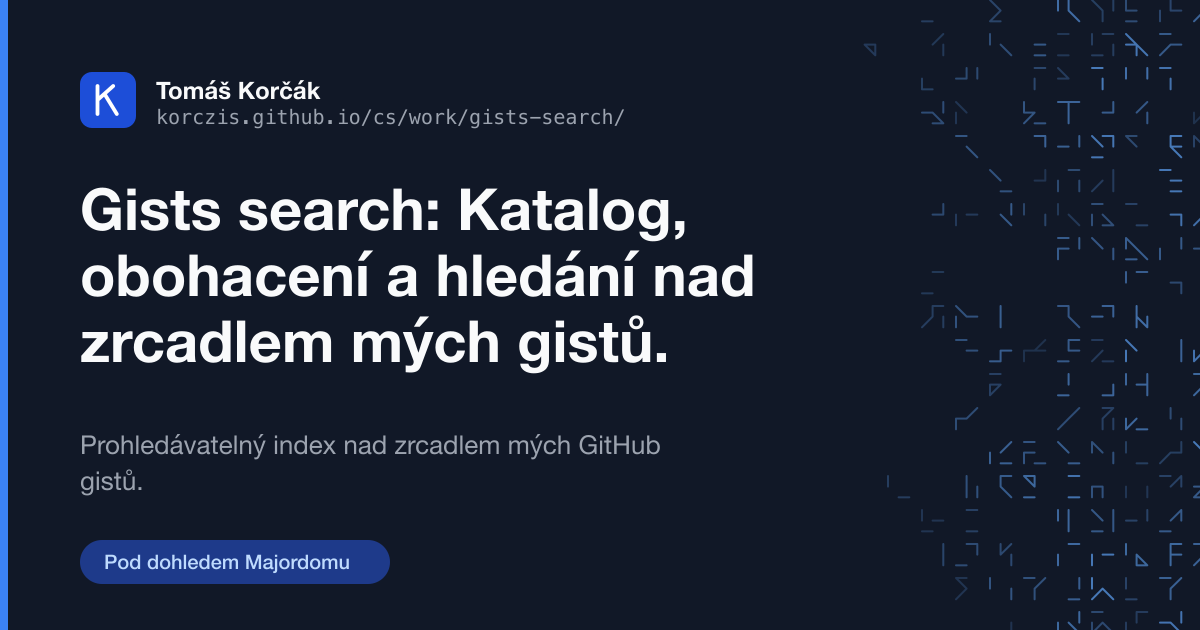 K
Tomáš Korčák
korczis.github.io/cs/work/gists-search/
Gists search: Katalog,
obohacení a hledání nad
zrcadlem mých gistů.
Prohledávatelný index nad zrcadlem mých GitHub
gistů.
Pod dohledem Majordomu